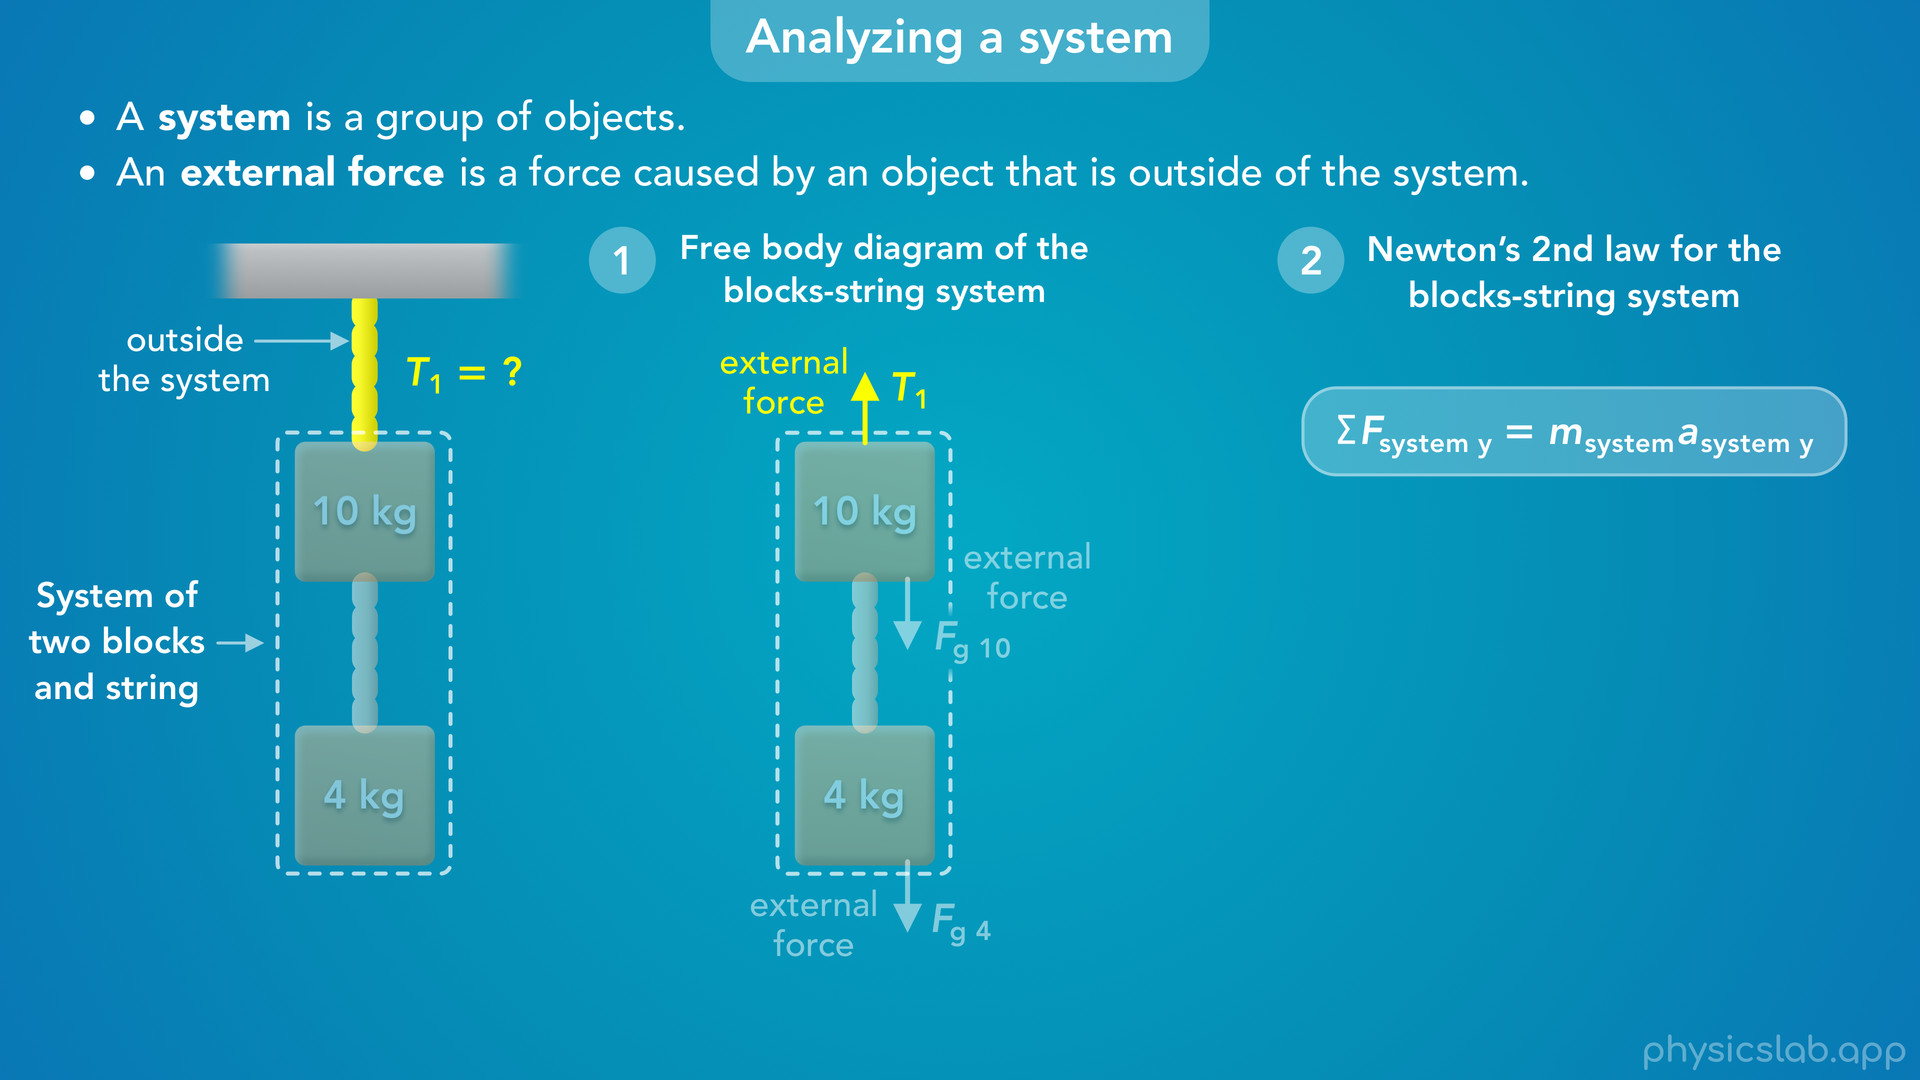 Analyzing a system
• A system is a group of objects.
• An external force is a force caused by an object that is outside of the system.
outside
the system
T1 = ?
10 kg
System of
two blocks
and string
4 kg
1
Free body diagram of the
blocks-string system
external
force
T1
10 kg
external
force
Fg 10
4 kg
external
force
Fg 4
2
Newton’s 2nd law for the
blocks-string system
ΣFsystem y = msystem asystem y
physicslab.app